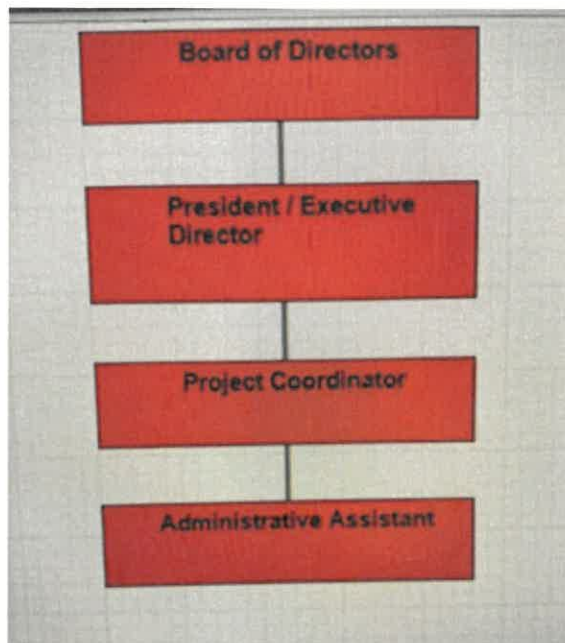 Board of Directors
President / Executive
Director
Project Coordinator
Administrative Assistant